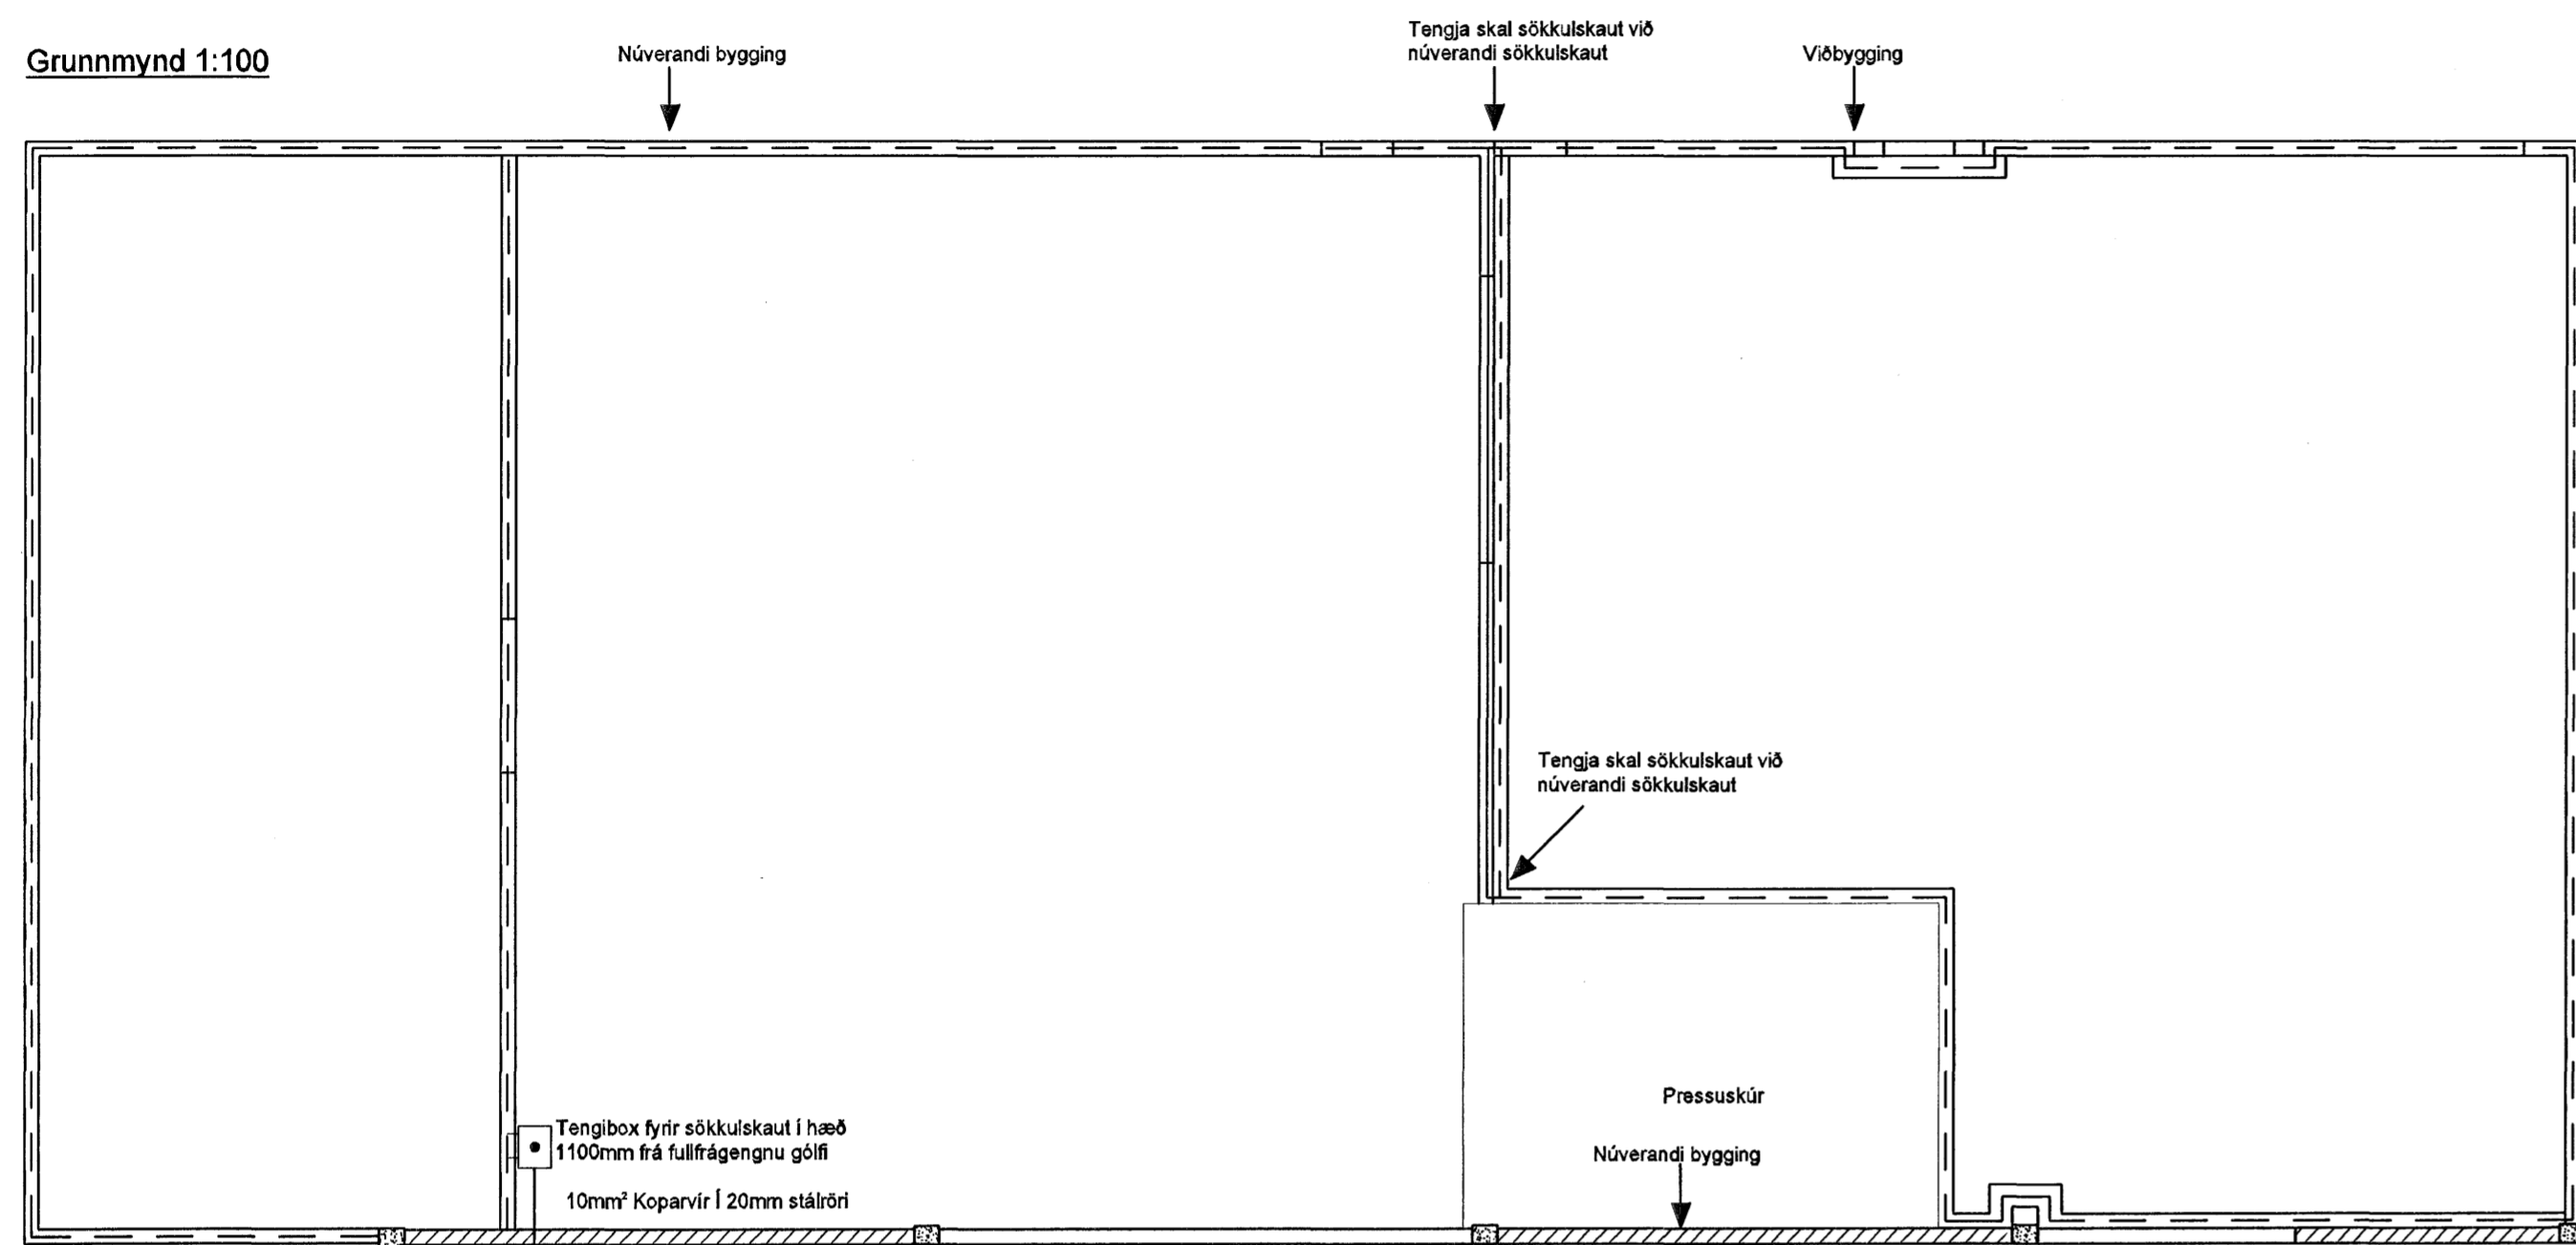 Grunnmynd 1:100
Núverandi bygging
Tengja skal sökkulskaut við
núverandi sökkulskaut
Viðbygging
Tengja skal sökkulskaut við
núverandi sökkulskaut
Tengibox fyrir sökkulskaut í hæð
1100mm frá fullfrágengnu gólfi
10mm² Koparvír Í 20mm stálröri
Pressuskúr
Núverandi bygging